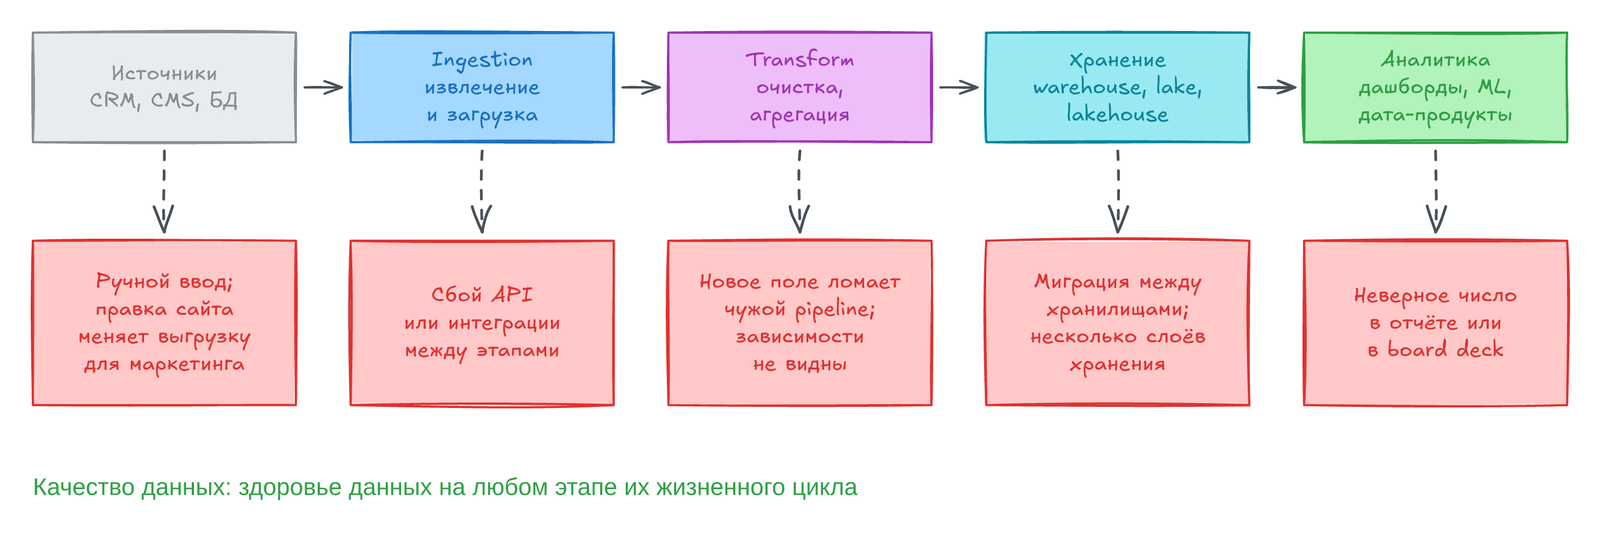 Источники
CRM, CMS, БД
Ingestion
извлечение
и загрузка
Transform
очистка,
агрегация
Хранение
warehouse, lake,
lakehouse
Аналитика
дашборды, ML,
дата-продукты
Ручной ввод;
правка сайта
меняет выгрузку
для маркетинга
Сбой API
или интеграции
между этапами
Новое поле ломает
чужой pipeline;
зависимости
не видны
Миграция между
хранилищами;
несколько слоёв
хранения
Неверное число
в отчёте или
в board deck
Качество данных: здоровье данных на любом этапе их жизненного цикла